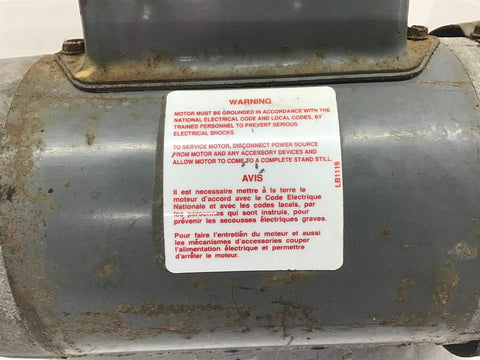 WARNING
MOTOR MUST BE GROUNDED IN ACCORDANCE WITH THE
NATIONAL ELECTRICAL CODE AND LOCAL CODES, BY
TRAINED PERSONNEL TO PREVENT SERIOUS
ELECTRICAL SHOCKS.
TO SERVICE MOTOR, DISCONNECT POWER SOURCE
FROM MOTOR AND ANY ACCESSORY DEVICES AND
ALLOW MOTOR TO COME TO A COMPLETE STAND STILL.
AVIS
Il est necessaire mettre à la terre le
moteur d'accord avec le Code Electrique
Nationale et avec les codes locals, par
les personnes qui sont instruis, pour
prévenir les secousses électriques graves.
Pour faire l'entretien du moteur et aussi
les mécanismes d'accessories couper
l'alimentation électrique et permettre
d'arrêter le moteur.
LB1119